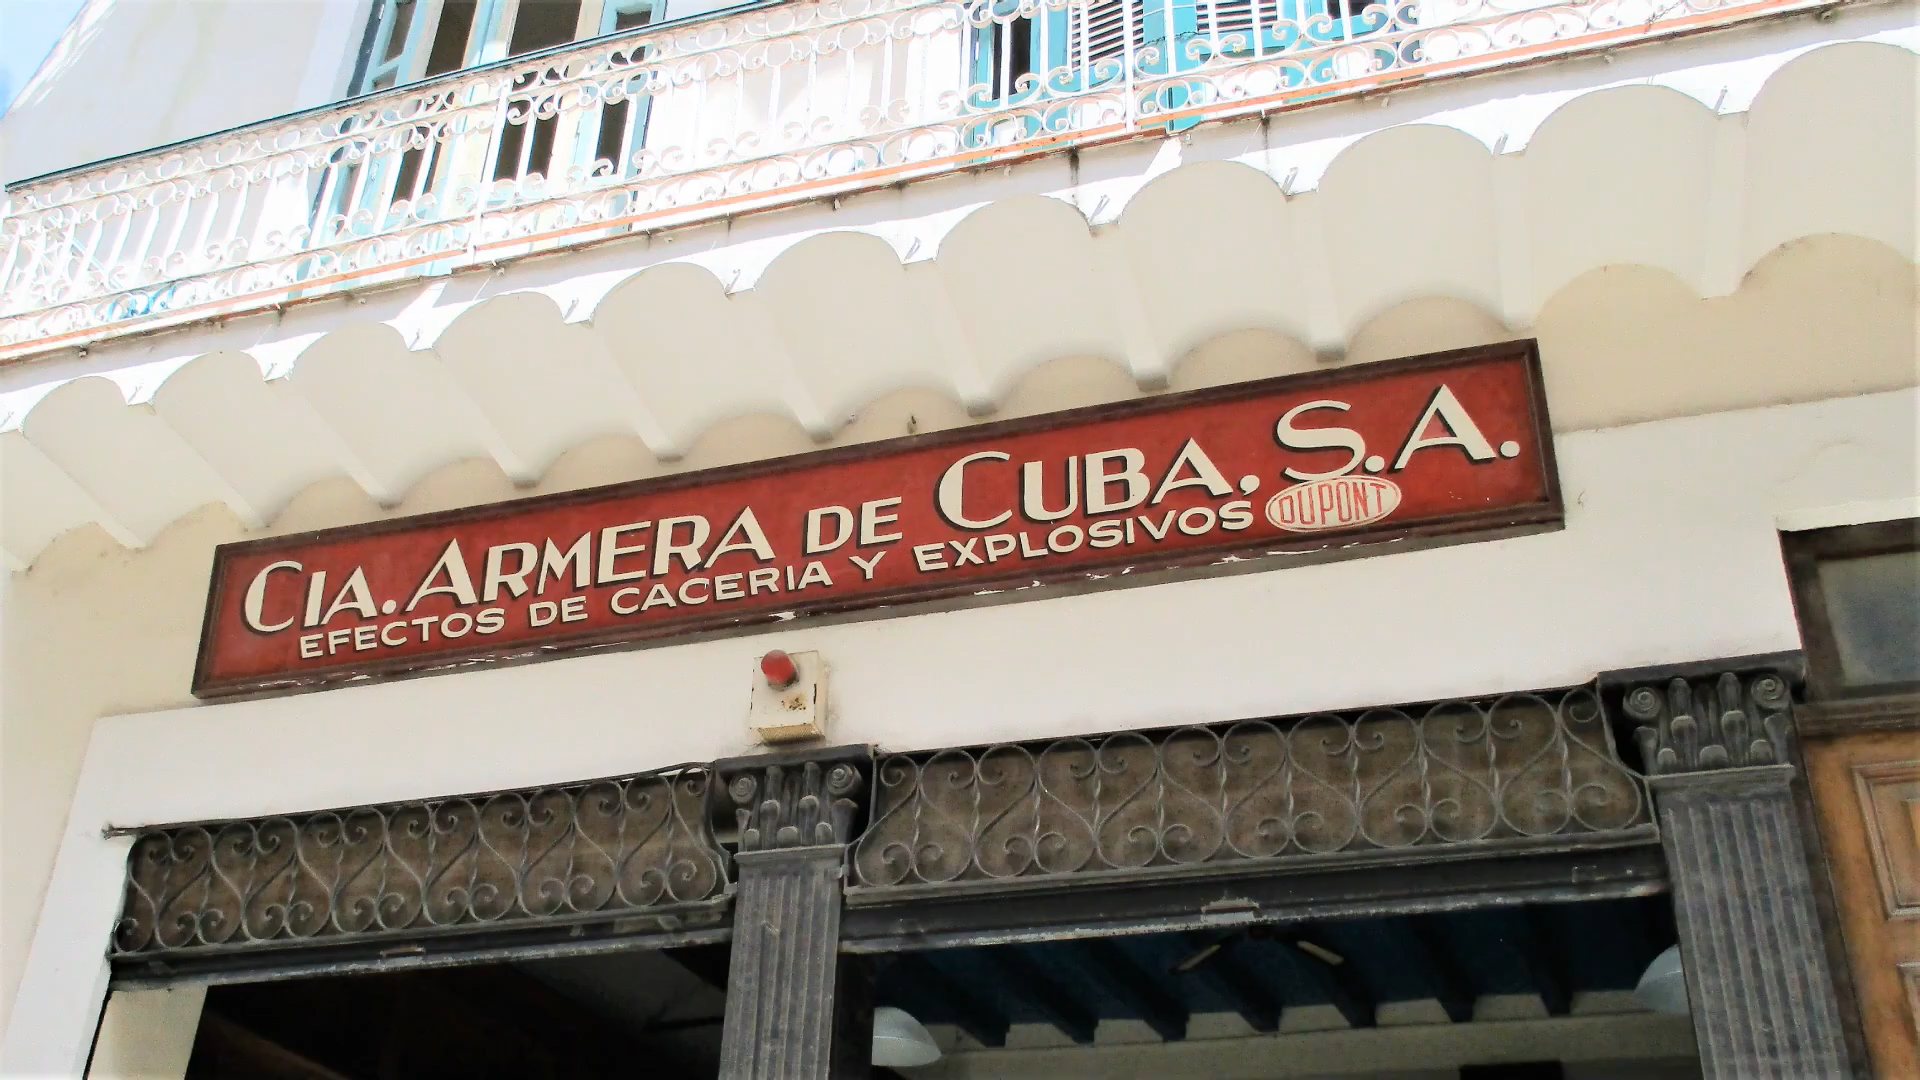 CIA. ARMERA DE CUBA, S.A.
EFECTOS DE CACERIA Y EXPLOSIVOS DUPONT